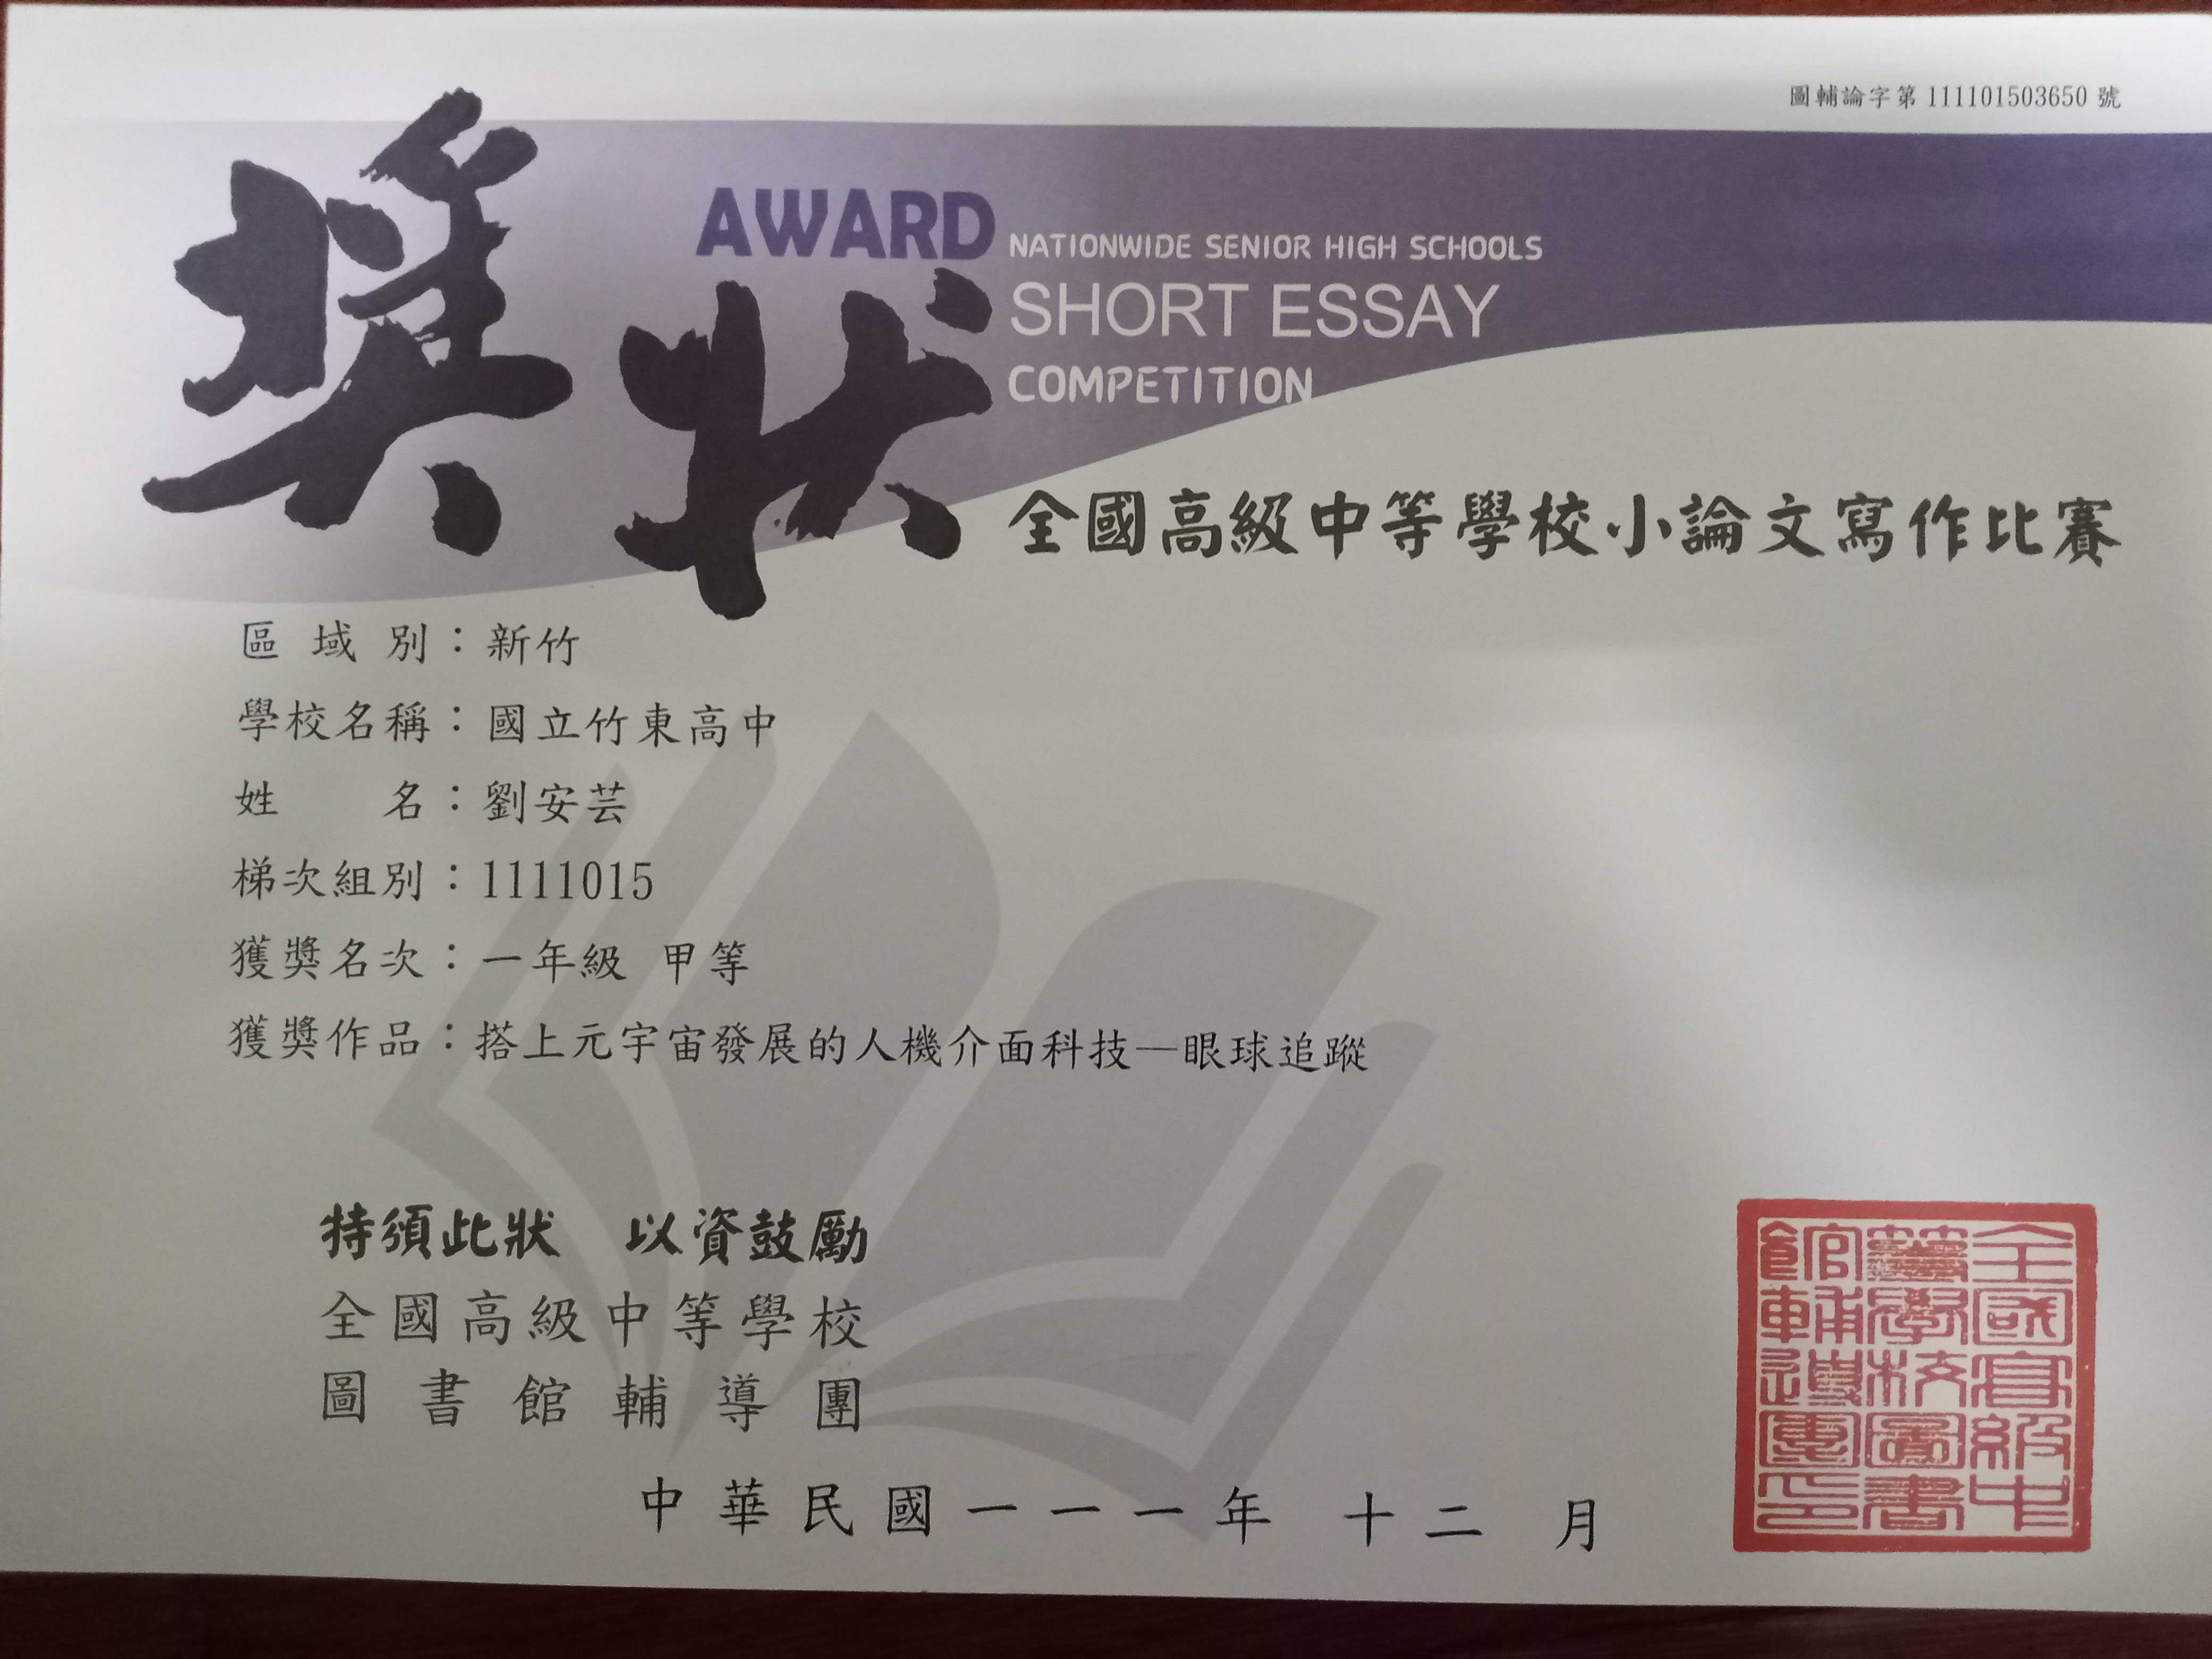 圖輔論字第 111101503650 號
獎狀
AWARD
NATIONWIDE SENIOR HIGH SCHOOLS
SHORT ESSAY
COMPETITION
全國高級中等學校小論文寫作比賽
區域別：新竹
學校名稱：國立竹東高中
姓名：劉安芸
梯次組別：1111015
獲獎名次：一年級 甲等
獲獎作品：搭上元宇宙發展的人機介面科技—眼球追蹤
特頒此狀 以資鼓勵
全國高級中等學校
圖書館輔導團
中華民國一一一年 十二 月
全國高級中
等學校圖書
館輔導團印